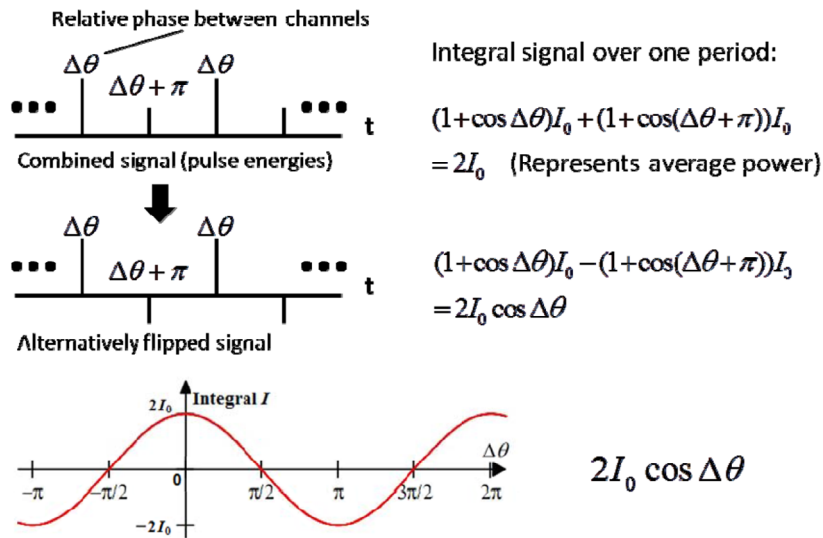 Relative phase between channels
Δθ
Δθ + π
Δθ
t
Combined signal (pulse energies)
Integral signal over one period:
(1+cos Δθ)I₀ + (1+cos(Δθ+π))I₀
= 2I₀ (Represents average power)
Δθ
Δθ + π
Δθ
t
Alternatively flipped signal
(1+cos Δθ)I₀ − (1+cos(Δθ+π))I₀
= 2I₀ cos Δθ
2I₀
Integral I
Δθ
−π
−π/2
0
π/2
π
3π/2
2π
−2I₀
2I₀ cos Δθ